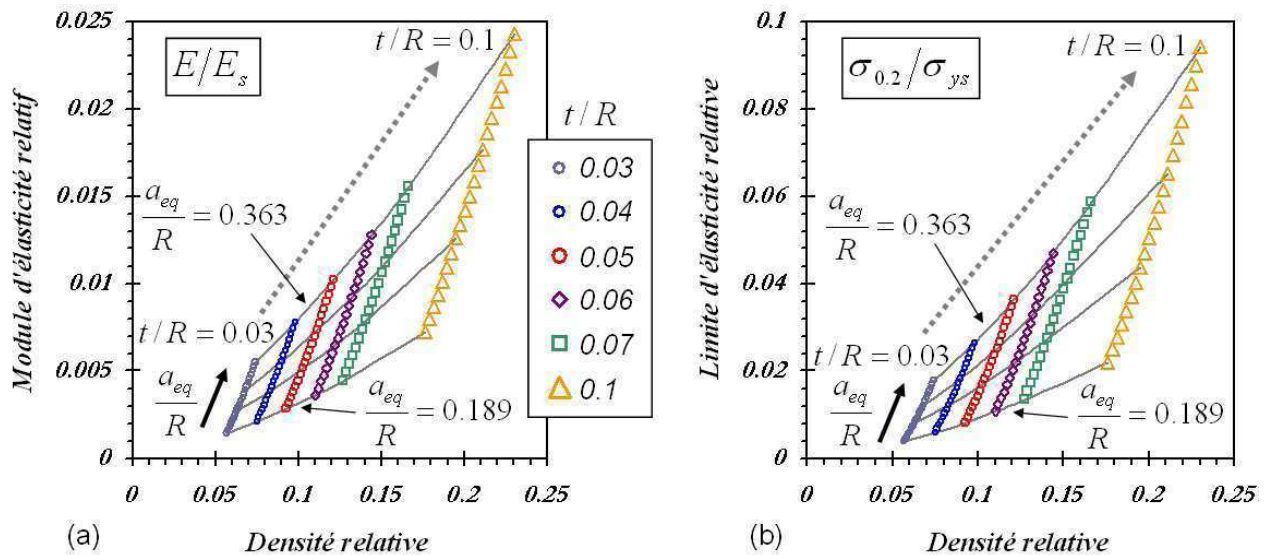 0.025
0.02
0.015
0.01
0.005
0
0
0.05
0.1
0.15
0.2
0.25
Module d'élasticité relatif
Densité relative
(a)
E/E_s
t/R = 0.1
a_eq/R = 0.363
t/R = 0.03
a_eq/R
a_eq/R = 0.189
t/R
0.03
0.04
0.05
0.06
0.07
0.1
0.1
0.08
0.06
0.04
0.02
0
0
0.05
0.1
0.15
0.2
0.25
Limite d'élasticité relative
Densité relative
(b)
σ_0.2/σ_ys
t/R = 0.1
a_eq/R = 0.363
t/R = 0.03
a_eq/R
a_eq/R = 0.189